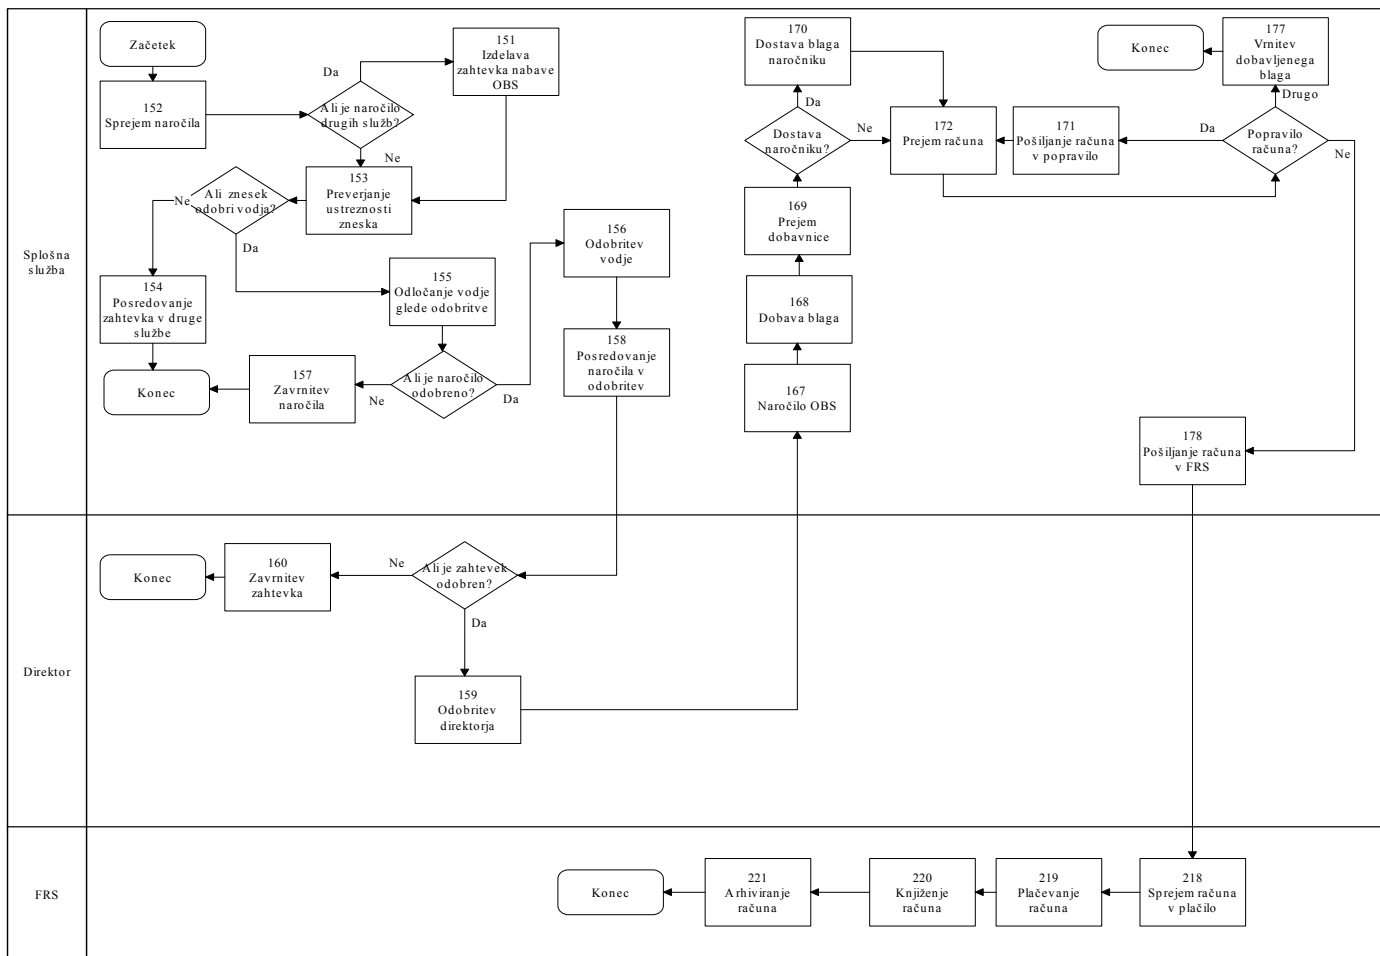 Splošna
služba
Začetek
152
Sprejem naročila
Ali je naročilo
drugih služb?
Da
Ne
151
Izdelava
zahtevka nabave
OBS
153
Preverjanje
ustreznosti
zneska
Ali znesek
odobri vodja?
Ne
Da
154
Posredovanje
zahtevka v druge
službe
Konec
155
Odločanje vodje
glede odobritve
Ali je naročilo
odobreno?
Ne
Da
157
Zavrnitev
naročila
156
Odobritev
vodje
158
Posredovanje
naročila v
odobritev
170
Dostava blaga
naročniku
Da
Dostava
naročniku?
Ne
169
Prejem
dobavnice
168
Dobava blaga
167
Naročilo OBS
172
Prejem računa
171
Pošiljanje računa
v popravilo
Da
Popravilo
računa?
Ne
Drugo
177
Vrnitev
dobavljenega
blaga
Konec
178
Pošiljanje računa
v FRS
Direktor
Konec
160
Zavrnitev
zahtevka
Ne
Ali je zahtevek
odobren?
Da
159
Odobritev
direktorja
FRS
Konec
221
Arhiviranje
računa
220
Knjiženje
računa
219
Plačevanje
računa
218
Sprejem računa
v plačilo